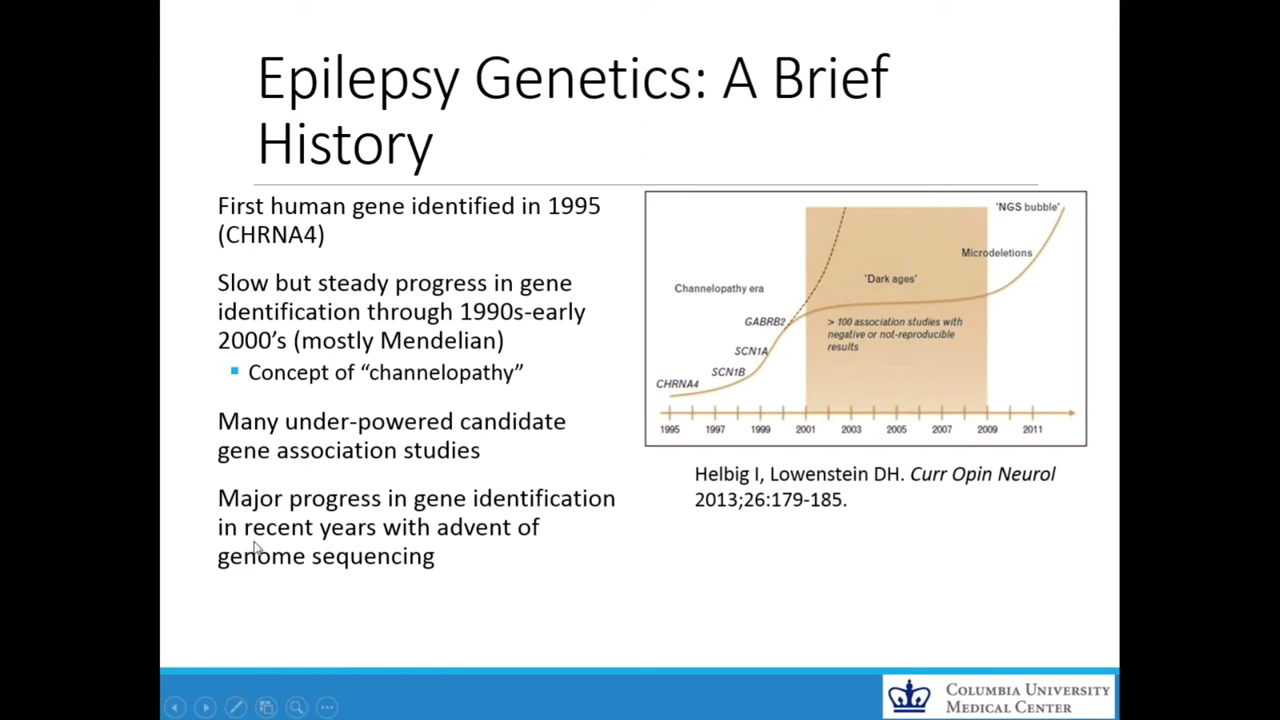 Epilepsy Genetics: A Brief
History
First human gene identified in 1995
(CHRNA4)
Slow but steady progress in gene
identification through 1990s-early
2000's (mostly Mendelian)
Concept of "channelopathy"
Many under-powered candidate
gene association studies
Major progress in gene identification
in recent years with advent of
genome sequencing
'NGS bubble'
Microdeletions
'Dark ages'
Channelopathy era
GABRB2
> 100 association studies with
negative or not-reproducible
results
SCN1A
SCN1B
CHRNA4
1995 1997 1999 2001 2003 2005 2007 2009 2011
Helbig I, Lowenstein DH. Curr Opin Neurol
2013;26:179-185.
COLUMBIA UNIVERSITY
MEDICAL CENTER